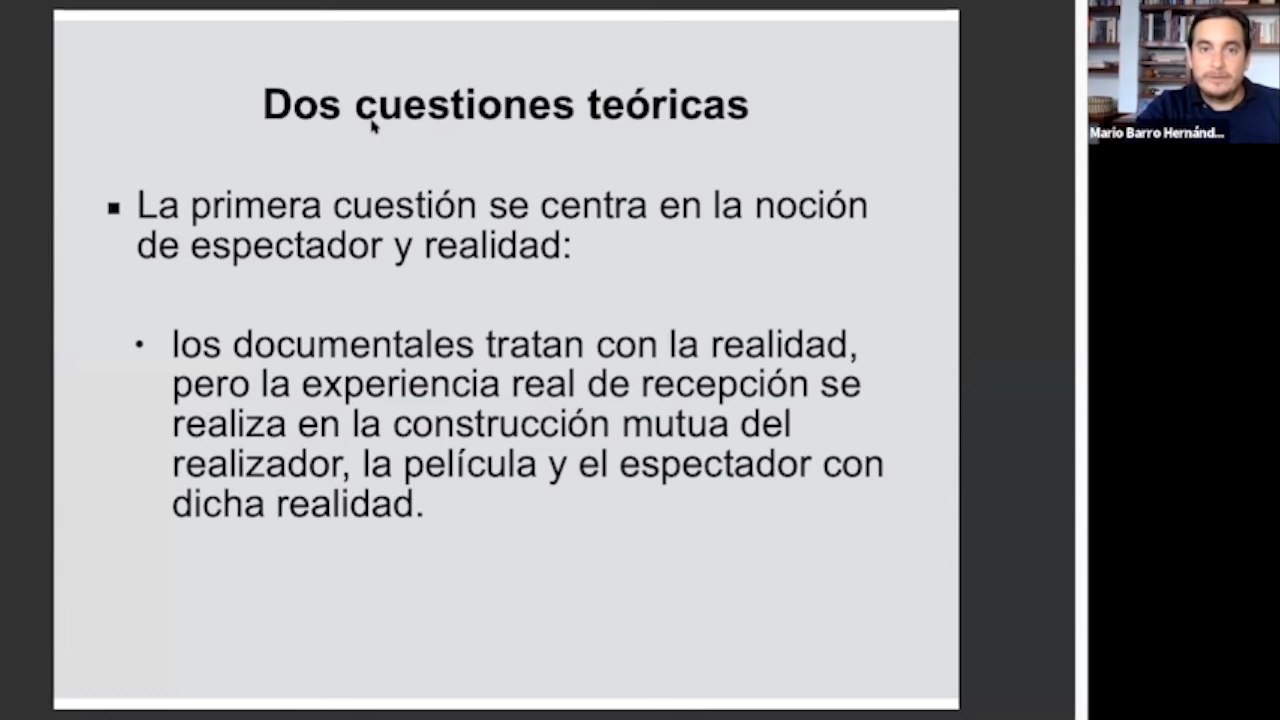 Dos cuestiones teóricas
▪ La primera cuestión se centra en la noción
de espectador y realidad:
• los documentales tratan con la realidad,
pero la experiencia real de recepción se
realiza en la construcción mutua del
realizador, la película y el espectador con
dicha realidad.
Mario Barro Hernánd...